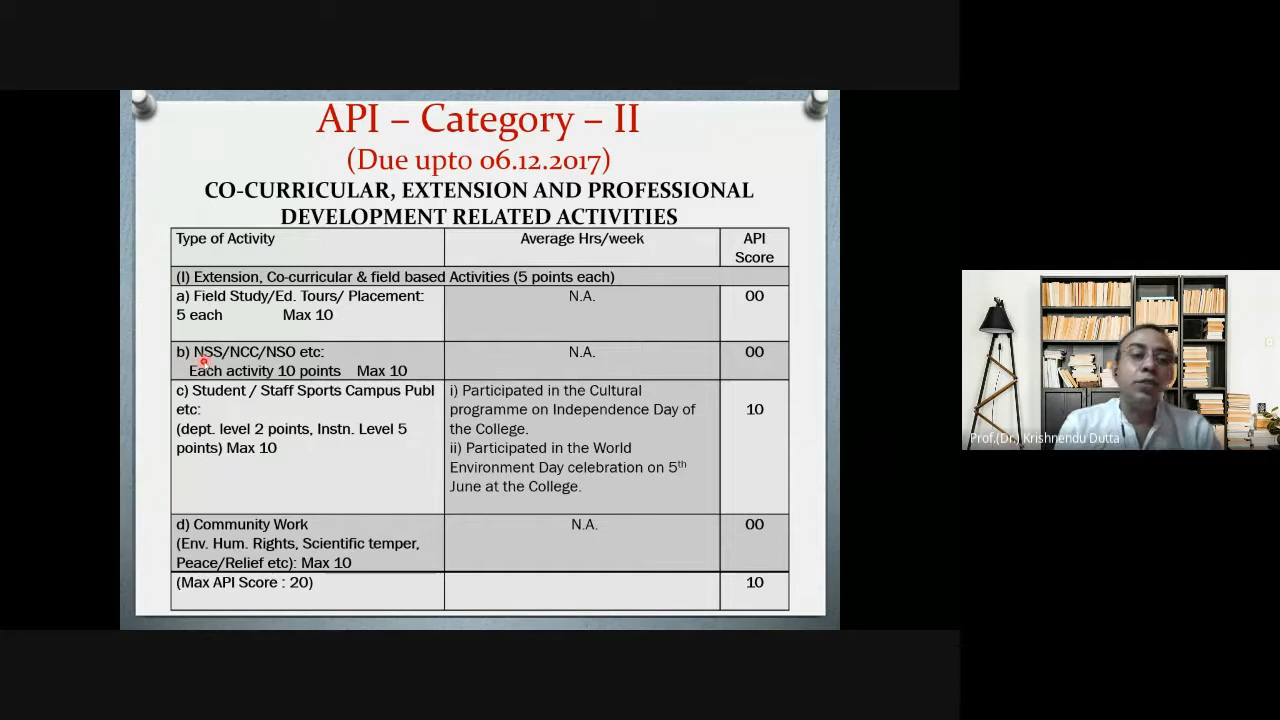 API – Category – II
(Due upto 06.12.2017)
CO-CURRICULAR, EXTENSION AND PROFESSIONAL
DEVELOPMENT RELATED ACTIVITIES
Type of Activity
Average Hrs/week
API
Score
(I) Extension, Co-curricular & field based Activities (5 points each)
a) Field Study/Ed. Tours/ Placement:
5 each Max 10
N.A.
00
b) NSS/NCC/NSO etc:
Each activity 10 points Max 10
N.A.
00
c) Student / Staff Sports Campus Publ
etc:
(dept. level 2 points, Instn. Level 5
points) Max 10
i) Participated in the Cultural
programme on Independence Day of
the College.
ii) Participated in the World
Environment Day celebration on 5th
June at the College.
10
d) Community Work
(Env. Hum. Rights, Scientific temper,
Peace/Relief etc): Max 10
N.A.
00
(Max API Score : 20)
10
Prof.(Dr.) Krishnendu Dutta